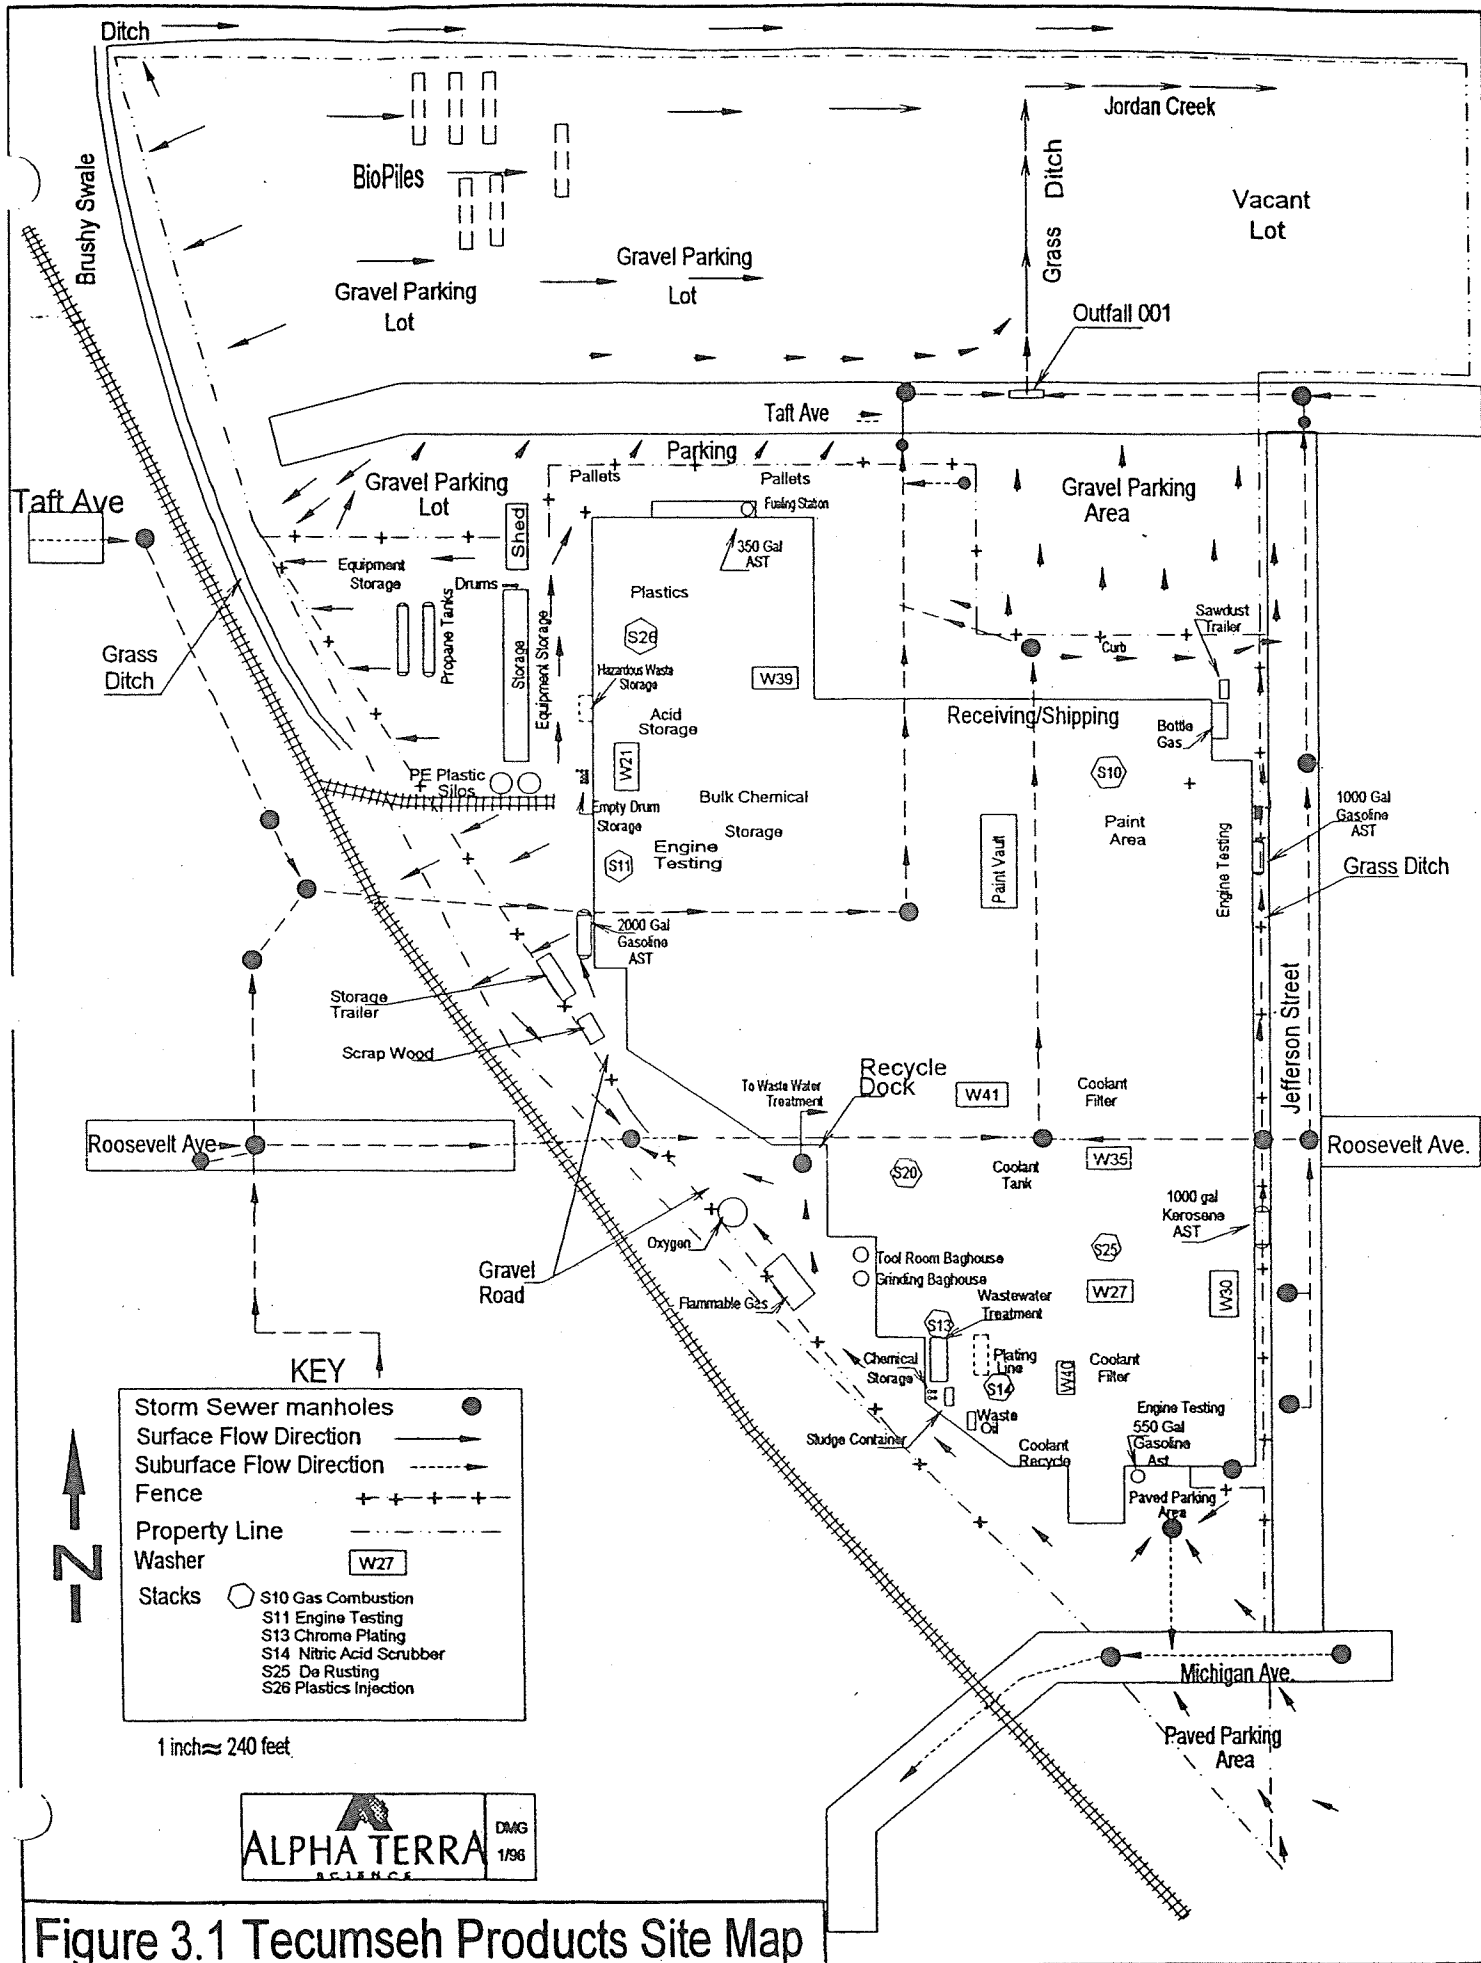 Ditch
Jordan Creek
BioPiles
Brushy Swale
Grass Ditch
Vacant
Lot
Gravel Parking
Lot
Gravel Parking
Lot
Outfall 001
Taft Ave
Parking
Pallets
Pallets
Gravel Parking
Lot
Gravel Parking
Area
Taft Ave
Shed
Fueling Station
350 Gal
AST
Equipment
Storage
Drums
Plastics
Propane Tanks
Storage
Equipment Storage
S26
Sawdust
Trailer
Curb
Grass
Ditch
Hazardous Waste
Storage
W39
Acid
Storage
Receiving/Shipping
Bottle
Gas
W21
S10
PE Plastic
Silos
Bulk Chemical
Storage
Empty Drum
Storage
1000 Gal
Gasoline
AST
Paint
Area
Engine
Testing
S11
Paint Vault
Engine Testing
Grass Ditch
2000 Gal
Gasoline
AST
Storage
Trailer
Scrap Wood
Jefferson Street
Recycle
Dock
To Waste Water
Treatment
W41
Coolant
Filter
Roosevelt Ave
Roosevelt Ave.
S20
Coolant
Tank
W35
1000 gal
Kerosene
AST
Oxygen
Tool Room Baghouse
Grinding Baghouse
S25
Gravel
Road
Flammable Gas
Wastewater
Treatment
W27
W30
S13
Chemical
Storage
Plating
Line
S14
W40
Coolant
Filter
Waste
Oil
Sludge Container
Coolant
Recycle
Engine Testing
550 Gal
Gasoline
Ast
Paved Parking
Area
Michigan Ave.
Paved Parking
Area
KEY
Storm Sewer manholes
Surface Flow Direction
Suburface Flow Direction
Fence
Property Line
Washer
W27
Stacks
S10 Gas Combustion
S11 Engine Testing
S13 Chrome Plating
S14 Nitric Acid Scrubber
S25 De Rusting
S26 Plastics Injection
N
1 inch≈ 240 feet
ALPHA TERRA
SCIENCE
DMG
1/96
Figure 3.1 Tecumseh Products Site Map